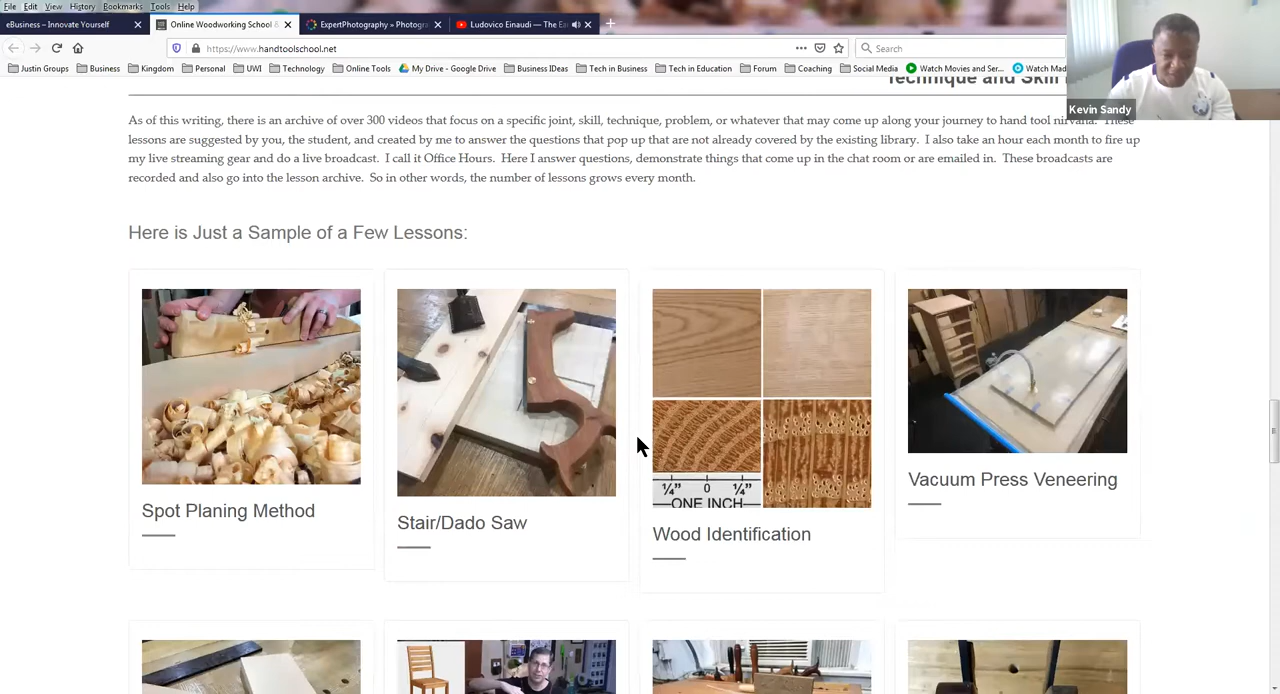 File Edit View History Bookmarks Tools Help
eBusiness – Innovate Yourself
Online Woodworking School &
ExpertPhotography » Photogr
Ludovico Einaudi — The Ea
https://www.handtoolschool.net
Search
Justin Groups Business Kingdom Personal UWI Technology Online Tools My Drive - Google Drive Business IDeas Tech in Business Tech in Education Forum Coaching Social Media Watch Movies and Ser... Watch Mad
Kevin Sandy
Technique and Skill
As of this writing, there is an archive of over 300 videos that focus on a specific joint, skill, technique, problem, or whatever that may come up along your journey to hand tool nirvana. These
lessons are suggested by you, the student, and created by me to answer the questions that pop up that are not already covered by the existing library. I also take an hour each month to fire up
my live streaming gear and do a live broadcast. I call it Office Hours. Here I answer questions, demonstrate things that come up in the chat room or are emailed in. These broadcasts are
recorded and also go into the lesson archive. So in other words, the number of lessons grows every month.
Here is Just a Sample of a Few Lessons:
1/4" 0 1/4"
ONE INCH
Spot Planing Method
Stair/Dado Saw
Wood Identification
Vacuum Press Veneering